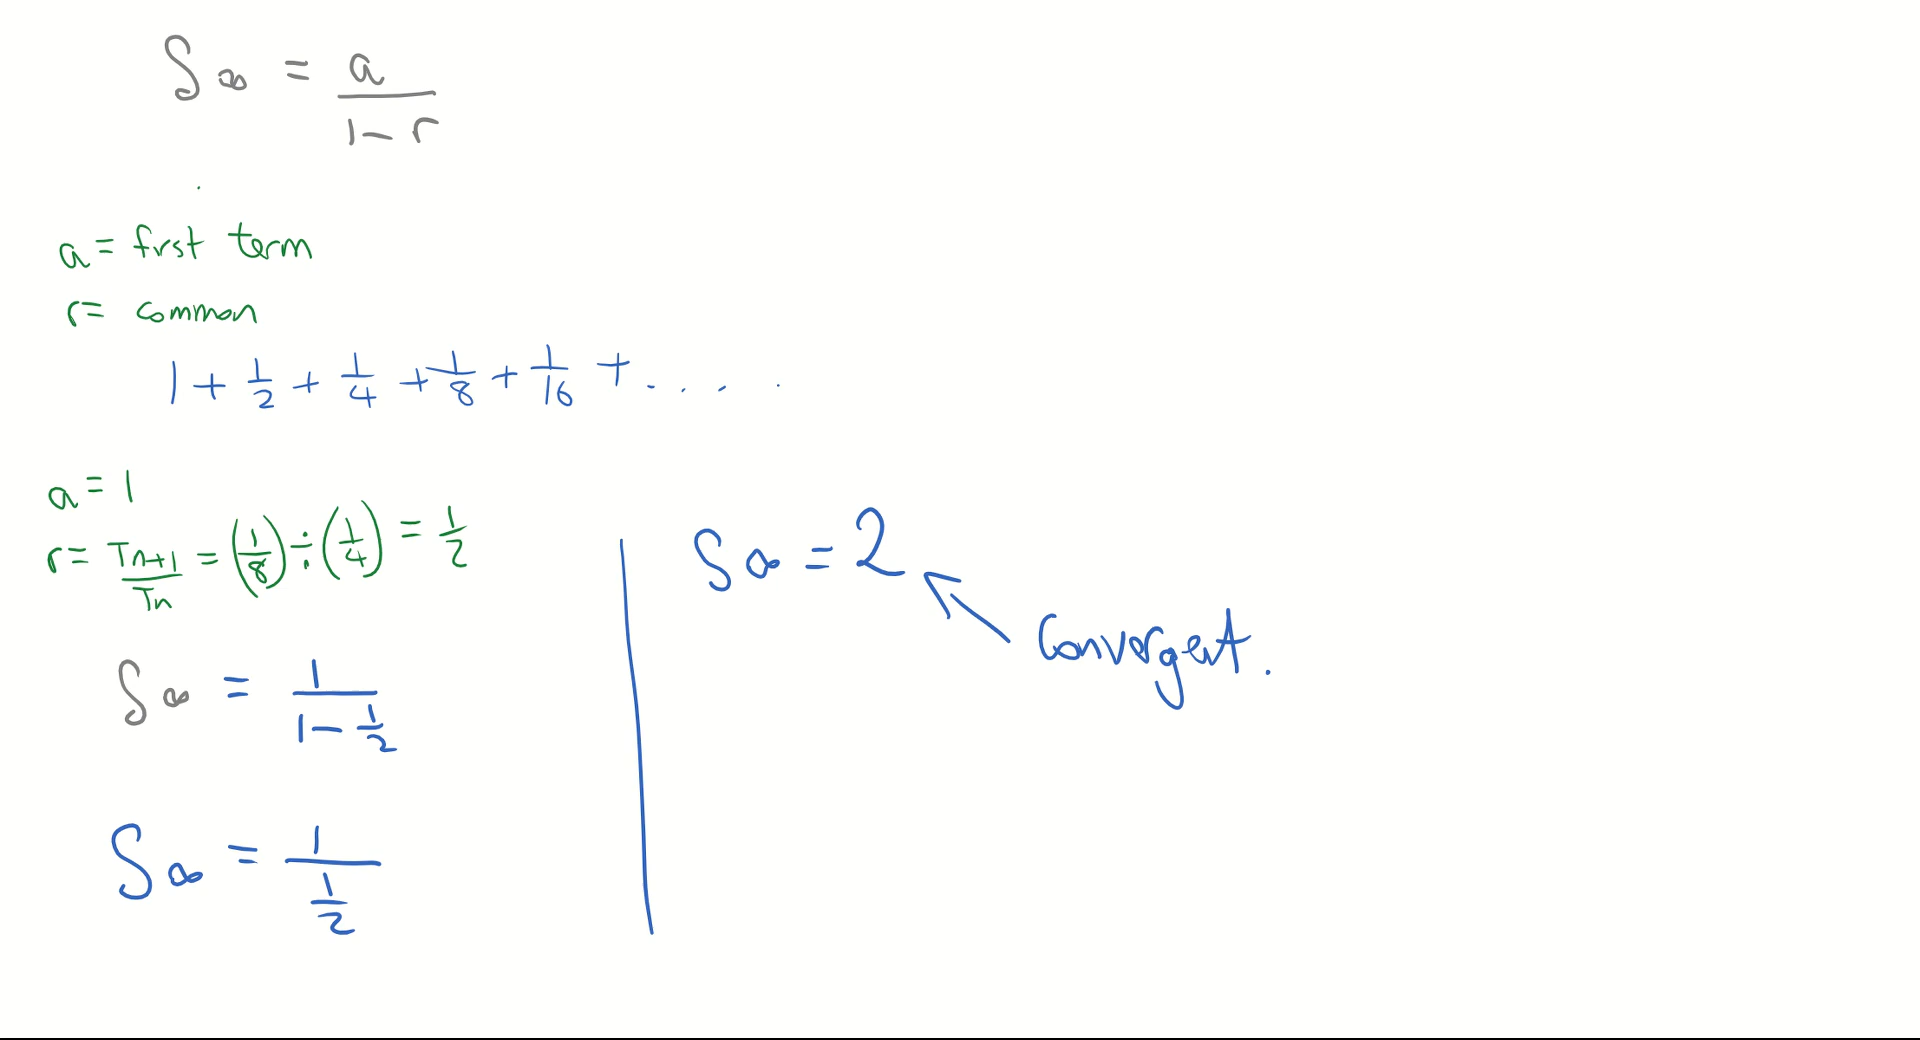 S∞ = a/(1-r)
a = first term
r = common
1 + 1/2 + 1/4 + 1/8 + 1/16 + .... .
a = 1
r = Tn+1/Tn = (1/8) ÷ (1/4) = 1/2
S∞ = 1/(1 - 1/2)
S∞ = 1/(1/2)
S∞ = 2
Convergent.